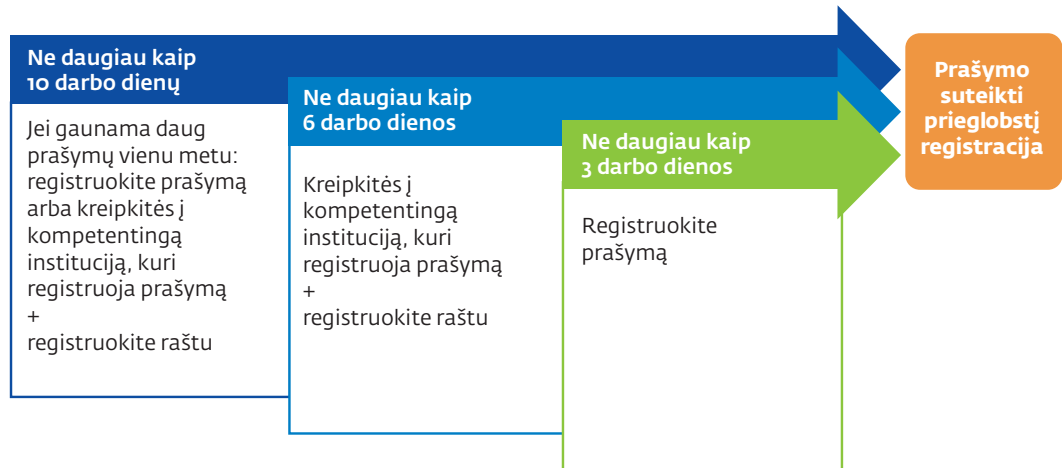 Ne daugiau kaip
10 darbo dienų
Jei gaunama daug
prašymų vienu metu:
registruokite prašymą
arba kreipkitės į
kompetentingą
instituciją, kuri
registruoja prašymą
+
registruokite raštu
Ne daugiau kaip
6 darbo dienos
Kreipkitės į
kompetentingą
instituciją, kuri
registruoja prašymą
+
registruokite raštu
Ne daugiau kaip
3 darbo dienos
Registruokite
prašymą
Prašymo
suteikti
prieglobstį
registracija